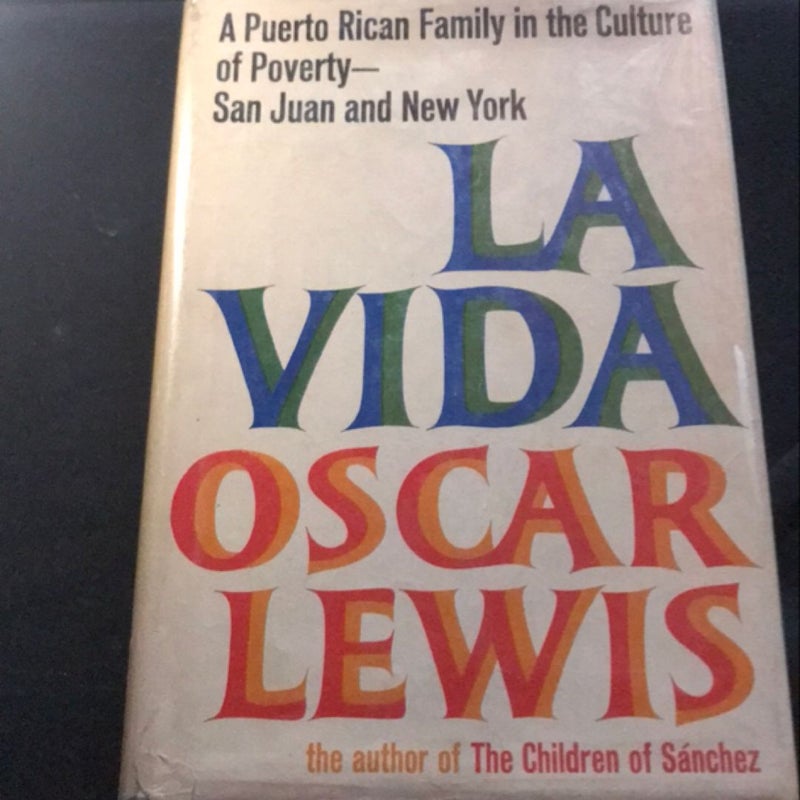 A Puerto Rican Family in the Culture
of Poverty—
San Juan and New York
LA
VIDA
OSCAR
LEWIS
the author of The Children of Sánchez